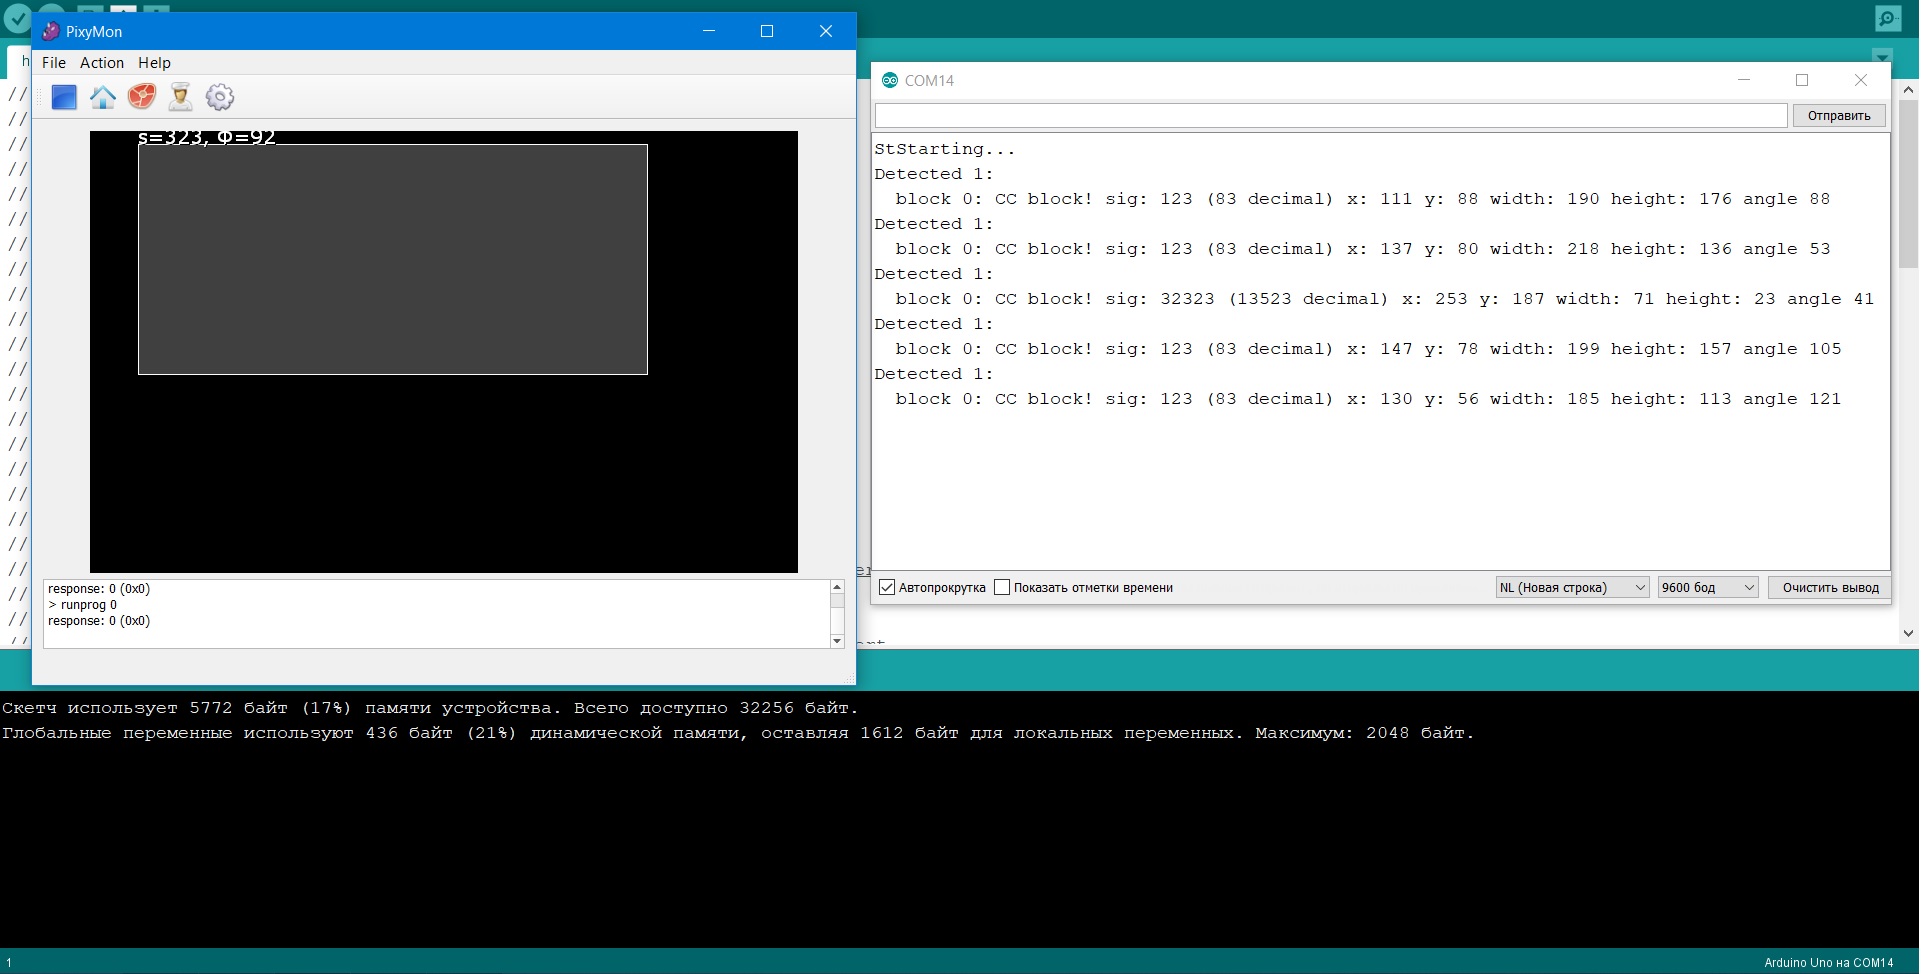 PixyMon
File Action Help
s=323, Φ=92
response: 0 (0x0)
> runprog 0
response: 0 (0x0)
COM14
Отправить
StStarting...
Detected 1:
block 0: CC block! sig: 123 (83 decimal) x: 111 y: 88 width: 190 height: 176 angle 88
Detected 1:
block 0: CC block! sig: 123 (83 decimal) x: 137 y: 80 width: 218 height: 136 angle 53
Detected 1:
block 0: CC block! sig: 32323 (13523 decimal) x: 253 y: 187 width: 71 height: 23 angle 41
Detected 1:
block 0: CC block! sig: 123 (83 decimal) x: 147 y: 78 width: 199 height: 157 angle 105
Detected 1:
block 0: CC block! sig: 123 (83 decimal) x: 130 y: 56 width: 185 height: 113 angle 121
Автопрокрутка Показать отметки времени NL (Новая строка) 9600 бод Очистить вывод
Скетч использует 5772 байт (17%) памяти устройства. Всего доступно 32256 байт.
Глобальные переменные используют 436 байт (21%) динамической памяти, оставляя 1612 байт для локальных переменных. Максимум: 2048 байт.
1 Arduino Uno на COM14